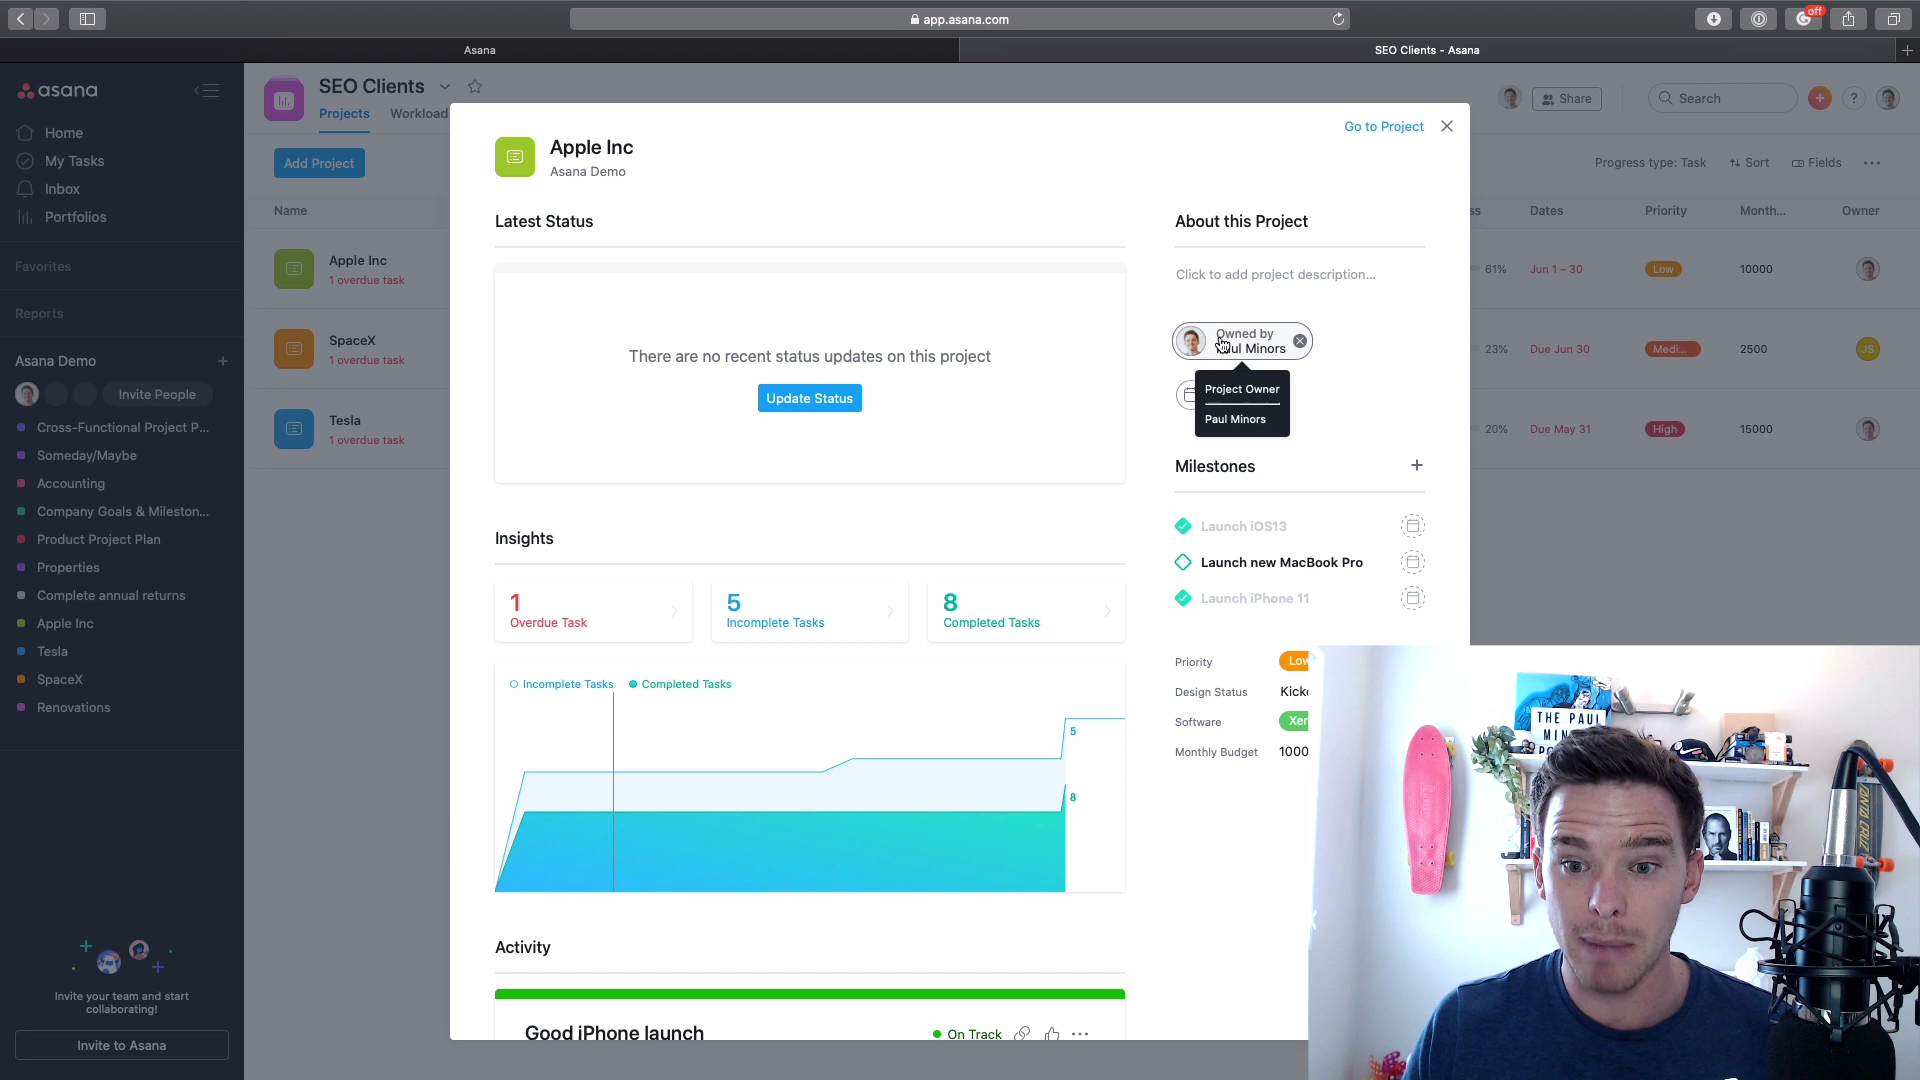 app.asana.com
off
Asana
SEO Clients - Asana
asana
Home
My Tasks
Inbox
Portfolios
Favorites
Reports
Asana Demo
Invite People
Cross-Functional Project P...
Someday/Maybe
Accounting
Company Goals & Mileston...
Product Project Plan
Properties
Complete annual returns
Apple Inc
Tesla
SpaceX
Renovations
Invite your team and start
collaborating!
Invite to Asana
SEO Clients
Projects
Workload
Share
Search
?
Add Project
Progress type: Task
Sort
Fields
Name
ss
Dates
Priority
Month...
Owner
Apple Inc
1 overdue task
61%
Jun 1 – 30
Low
10000
SpaceX
1 overdue task
23%
Due Jun 30
Medi...
2500
JS
Tesla
1 overdue task
20%
Due May 31
High
15000
Go to Project
Apple Inc
Asana Demo
Latest Status
There are no recent status updates on this project
Update Status
Insights
1
Overdue Task
5
Incomplete Tasks
8
Completed Tasks
Incomplete Tasks
Completed Tasks
5
8
Activity
Good iPhone launch
On Track
About this Project
Click to add project description...
Owned by
Paul Minors
Project Owner
Paul Minors
Milestones
Launch iOS13
Launch new MacBook Pro
Launch iPhone 11
Priority
Low
Design Status
Kick
Software
Xer
Monthly Budget
1000
THE PAUL
MIN